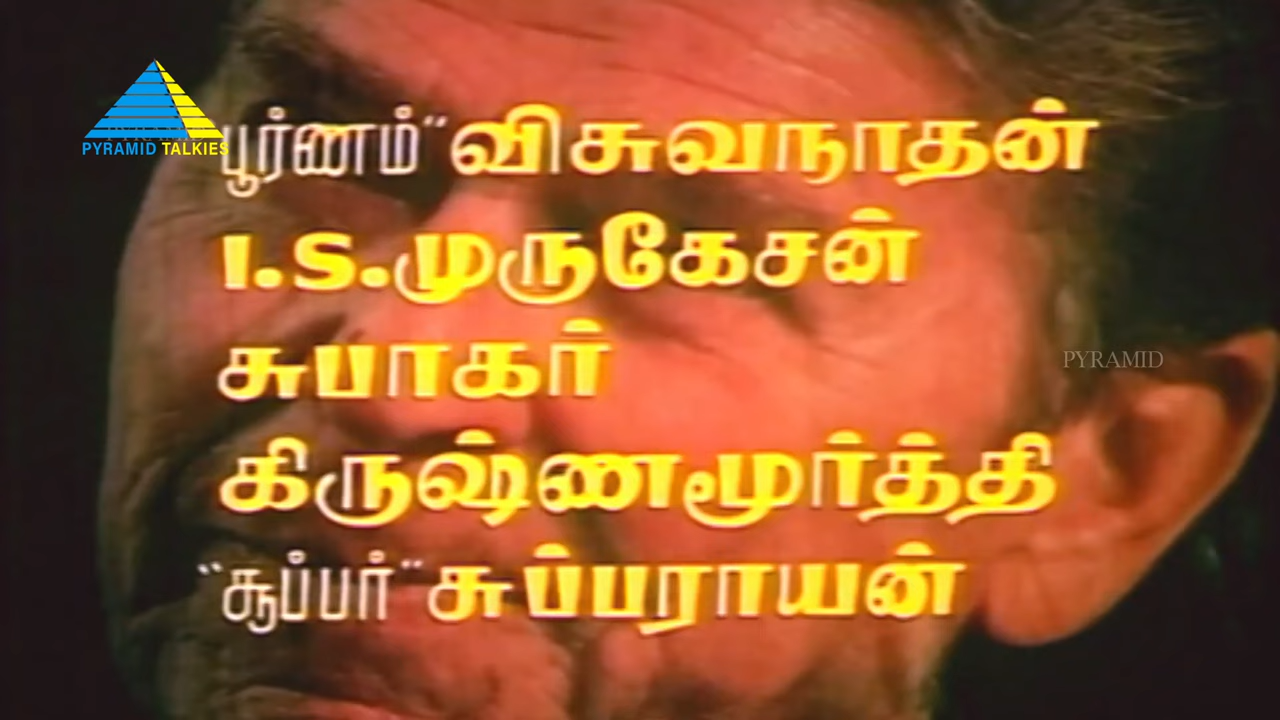 PYRAMID TALKIES
பூர்ணம்" விசுவநாதன்
I.S.முருகேசன்
சுபாகர்
PYRAMID
கிருஷ்ணமூர்த்தி
"சூப்பர்" சுப்பராயன்